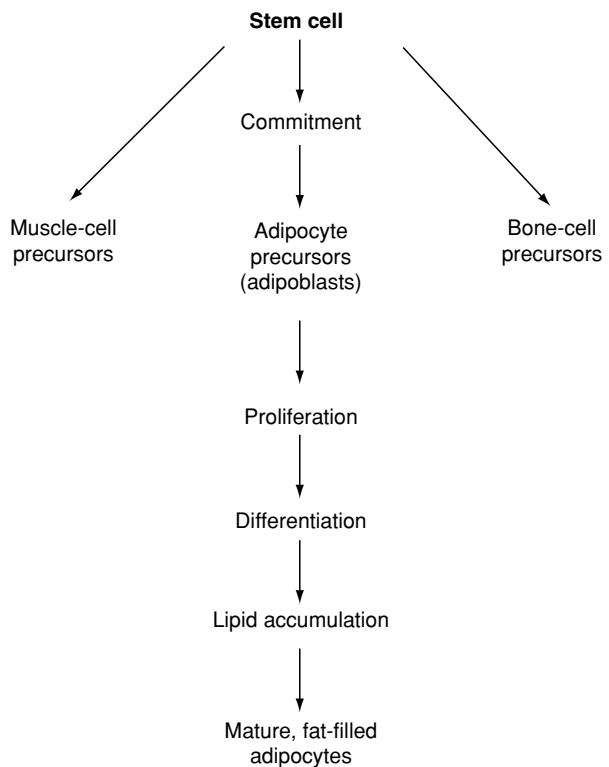 Stem cell
Commitment
Muscle-cell
precursors
Adipocyte
precursors
(adipoblasts)
Bone-cell
precursors
Proliferation
Differentiation
Lipid accumulation
Mature, fat-filled
adipocytes